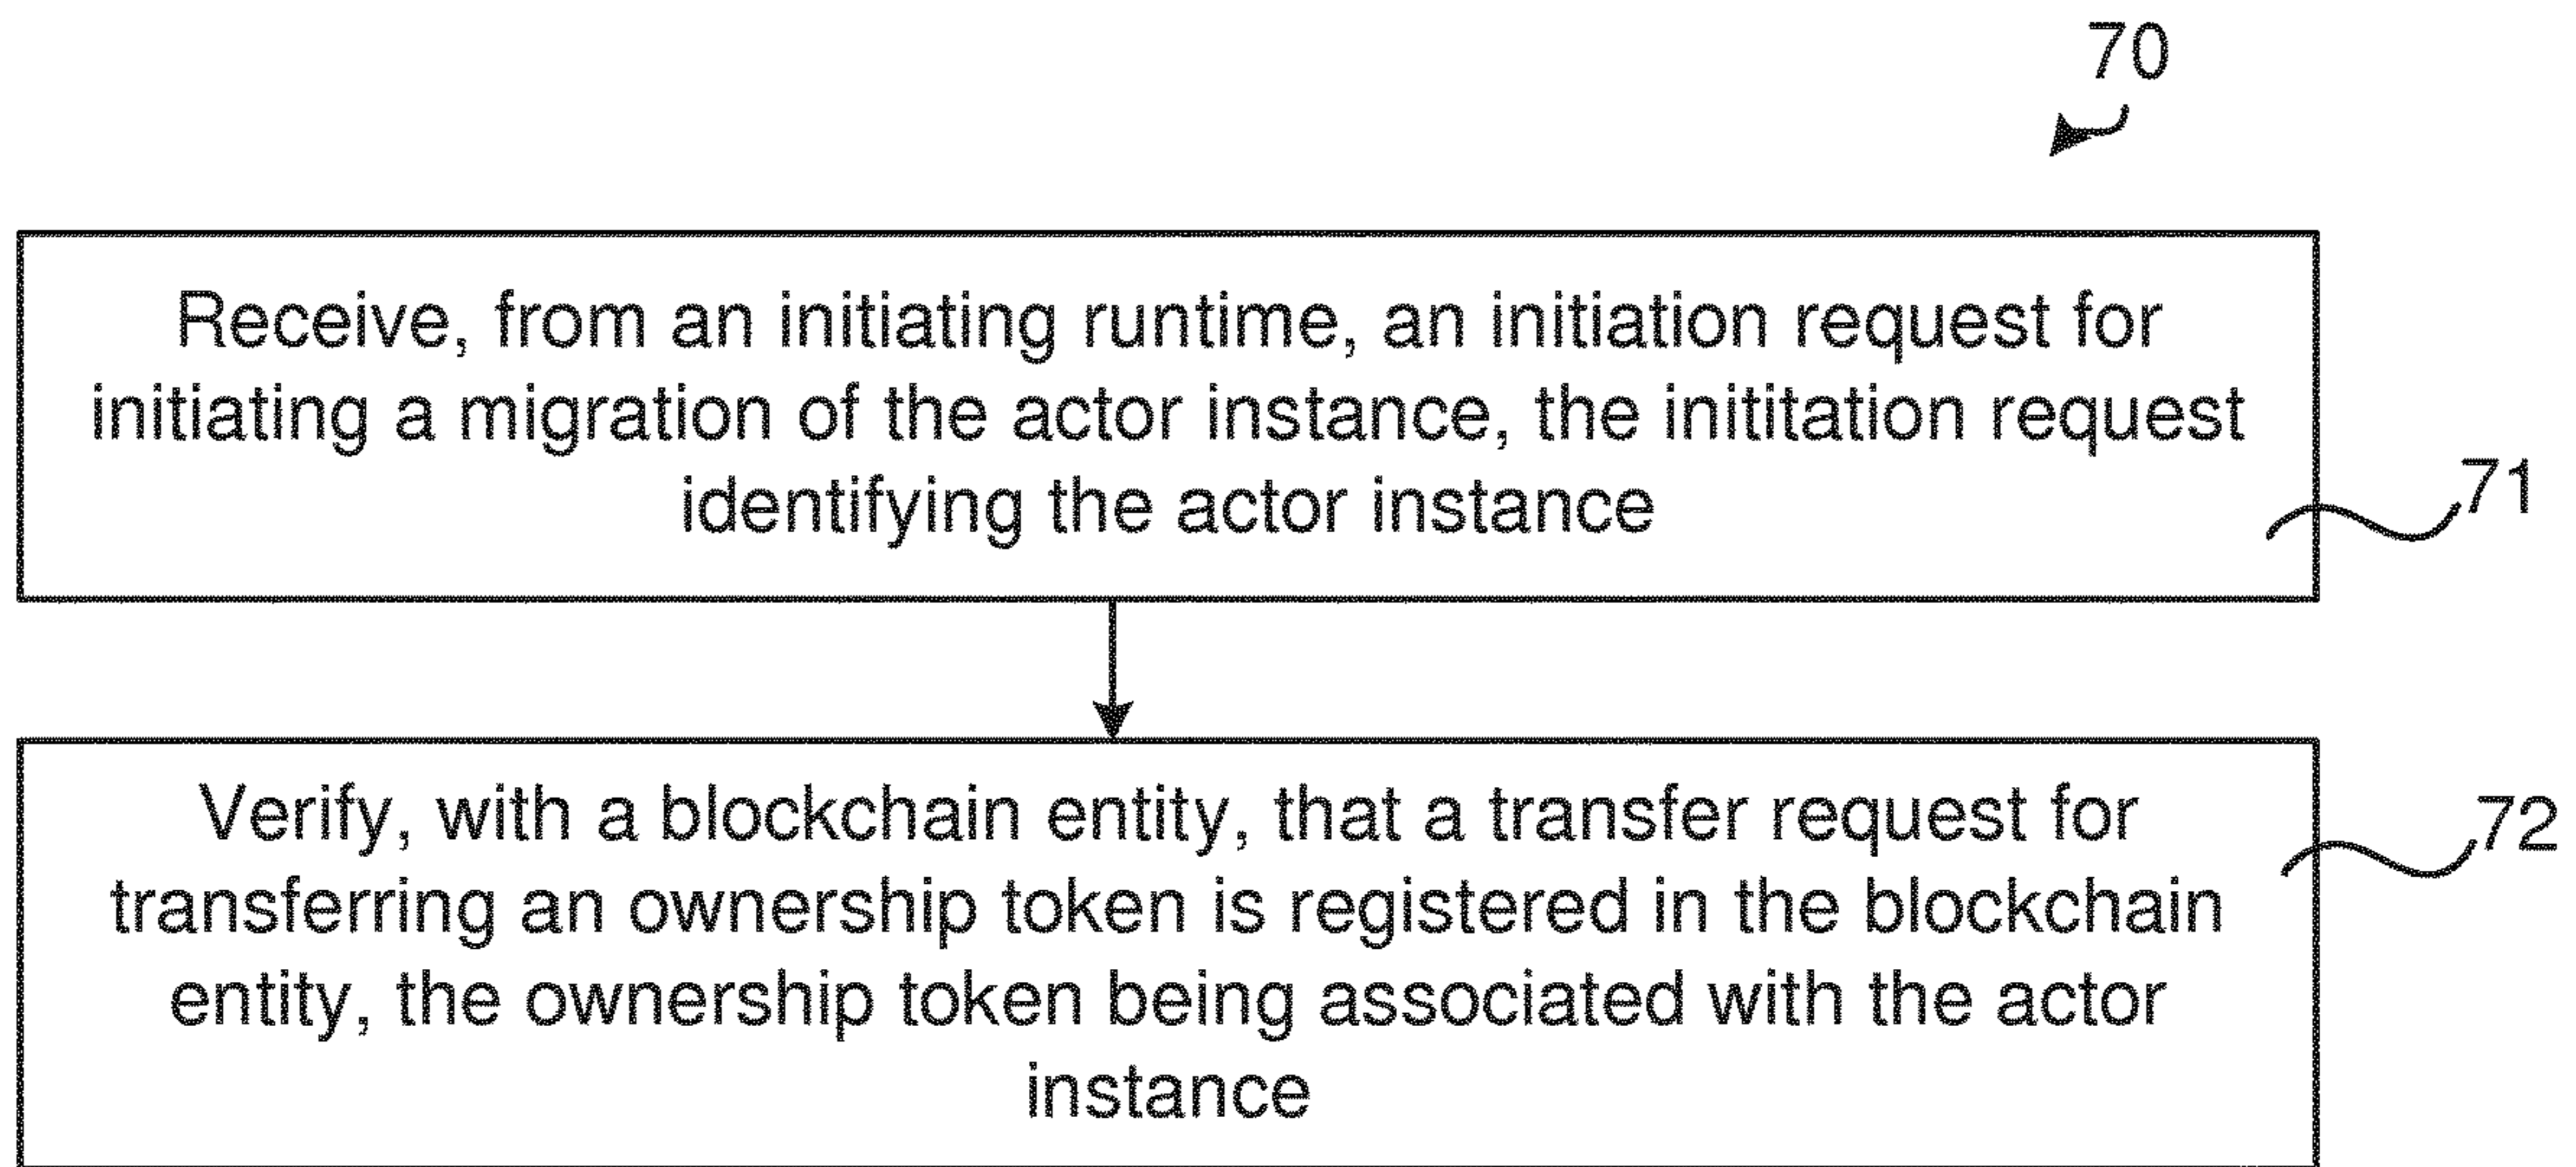 70
Receive, from an initiating runtime, an initiation request for
initiating a migration of the actor instance, the inititation request
identifying the actor instance
71
Verify, with a blockchain entity, that a transfer request for
transferring an ownership token is registered in the blockchain
entity, the ownership token being associated with the actor
instance
72